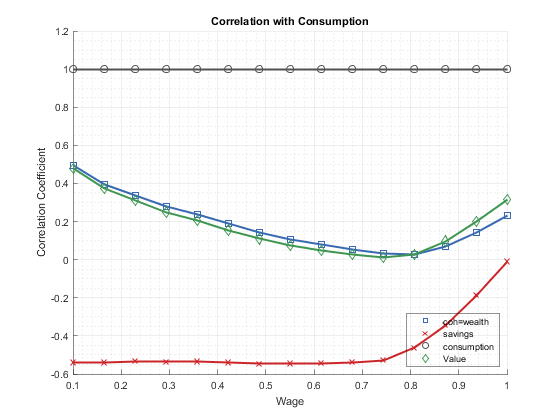 Correlation with Consumption
1.2
1
0.8
0.6
0.4
0.2
0
-0.2
-0.4
-0.6
Correlation Coefficient
0.1
0.2
0.3
0.4
0.5
0.6
0.7
0.8
0.9
1
Wage
coh=wealth
savings
consumption
Value